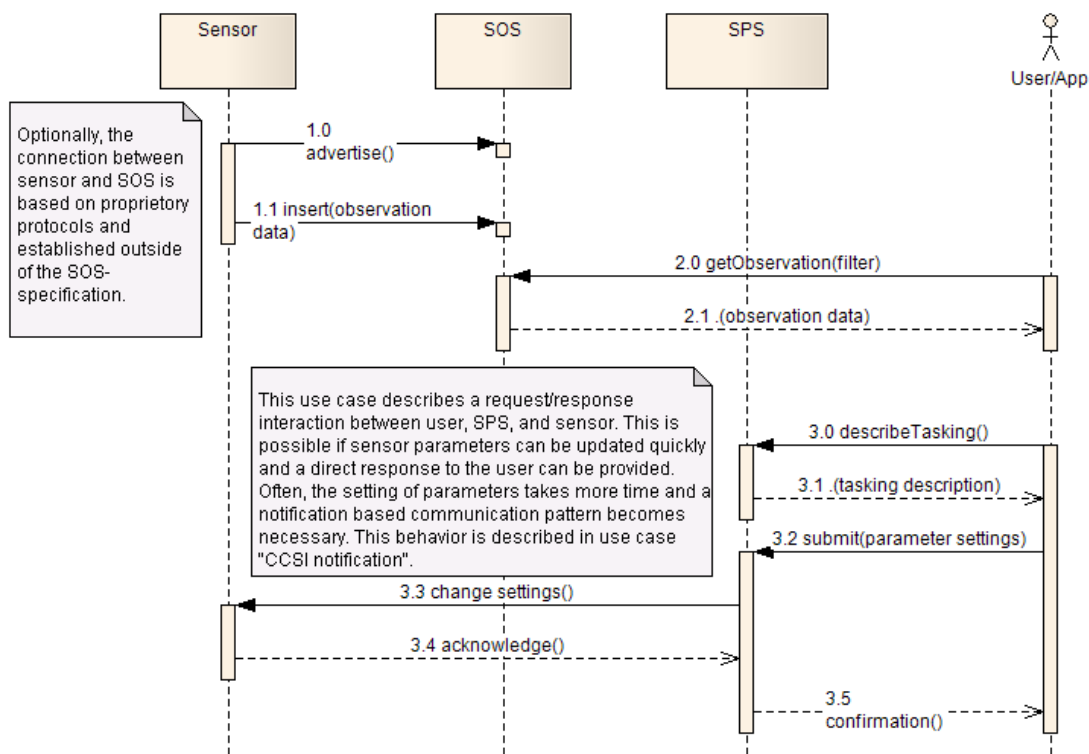 Sensor
SOS
SPS
User/App
Optionally, the
connection between
sensor and SOS is
based on proprietory
protocols and
established outside
of the SOS-
specification.
1.0
advertise()
1.1 insert(observation
data)
2.0 getObservation(filter)
2.1 .(observation data)
This use case describes a request/response
interaction between user, SPS, and sensor. This is
possible if sensor parameters can be updated quickly
and a direct response to the user can be provided.
Often, the setting of parameters takes more time and a
notification based communication pattern becomes
necessary. This behavior is described in use case
"CCSI notification".
3.0 describeTasking()
3.1 .(tasking description)
3.2 submit(parameter settings)
3.3 change settings()
3.4 acknowledge()
3.5
confirmation()